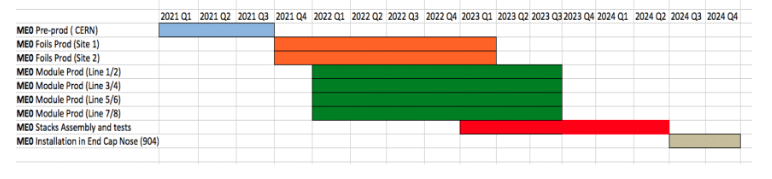 2021 Q1 2021 Q2 2021 Q3 2021 Q4 2022 Q1 2022 Q2 2022 Q3 2022 Q4 2023 Q1 2023 Q2 2023 Q3 2023 Q4 2024 Q1 2024 Q2 2024 Q3 2024 Q4
ME0 Pre-prod ( CERN)
ME0 Foils Prod (Site 1)
ME0 Foils Prod (Site 2)
ME0 Module Prod (Line 1/2)
ME0 Module Prod (Line 3/4)
ME0 Module Prod (Line 5/6)
ME0 Module Prod (Line 7/8)
ME0 Stacks Assembly and tests
ME0 Installation in End Cap Nose (904)